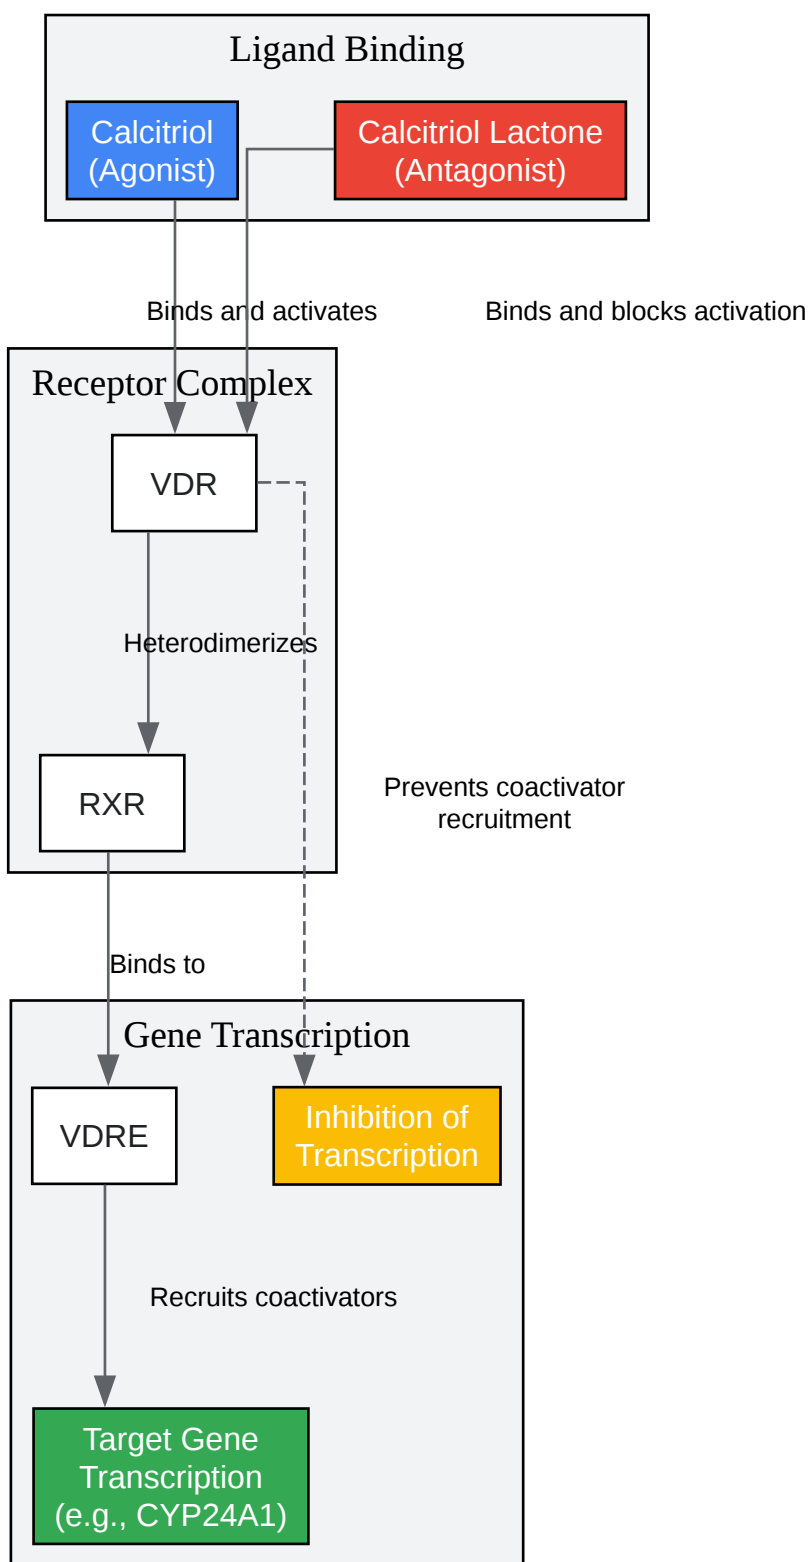 Ligand Binding
Calcitriol
(Agonist)
Calcitriol Lactone
(Antagonist)
Binds and activates
Binds and blocks activation
Receptor Complex
VDR
Heterodimerizes
RXR
Prevents coactivator
recruitment
Binds to
Gene Transcription
VDRE
Inhibition of
Transcription
Recruits coactivators
Target Gene
Transcription
(e.g., CYP24A1)